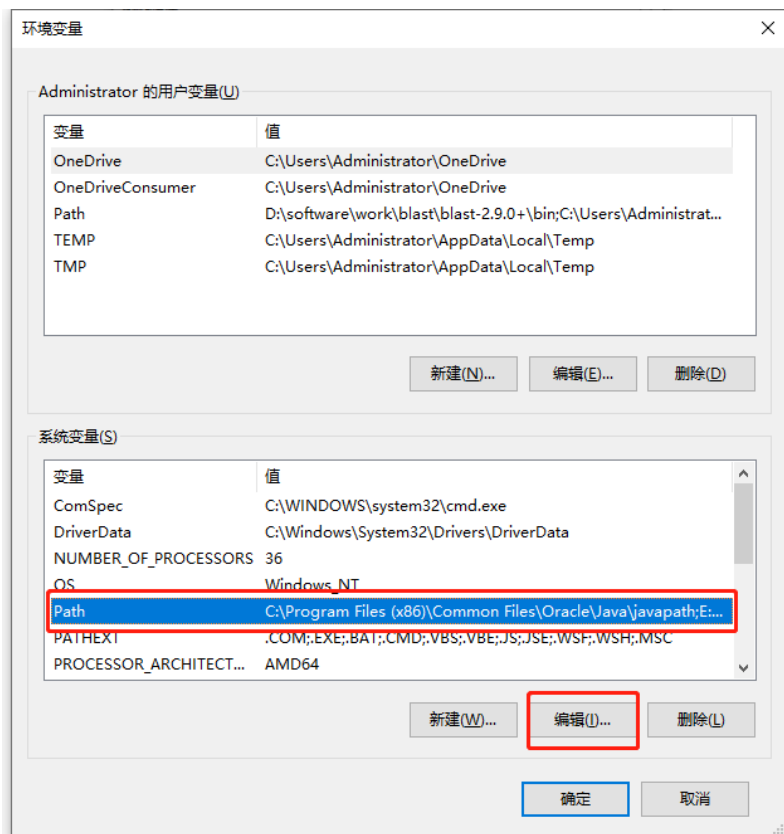 环境变量
Administrator 的用户变量(U)
变量 值
OneDrive C:\Users\Administrator\OneDrive
OneDriveConsumer C:\Users\Administrator\OneDrive
Path D:\software\work\blast\blast-2.9.0+\bin;C:\Users\Administrat...
TEMP C:\Users\Administrator\AppData\Local\Temp
TMP C:\Users\Administrator\AppData\Local\Temp
新建(N)... 编辑(E)... 删除(D)
系统变量(S)
变量 值
ComSpec C:\WINDOWS\system32\cmd.exe
DriverData C:\Windows\System32\Drivers\DriverData
NUMBER_OF_PROCESSORS 36
OS Windows_NT
Path C:\Program Files (x86)\Common Files\Oracle\Java\javapath;E:...
PATHEXT .COM;.EXE;.BAT;.CMD;.VBS;.VBE;.JS;.JSE;.WSF;.WSH;.MSC
PROCESSOR_ARCHITECT... AMD64
新建(W)... 编辑(I)... 删除(L)
确定 取消